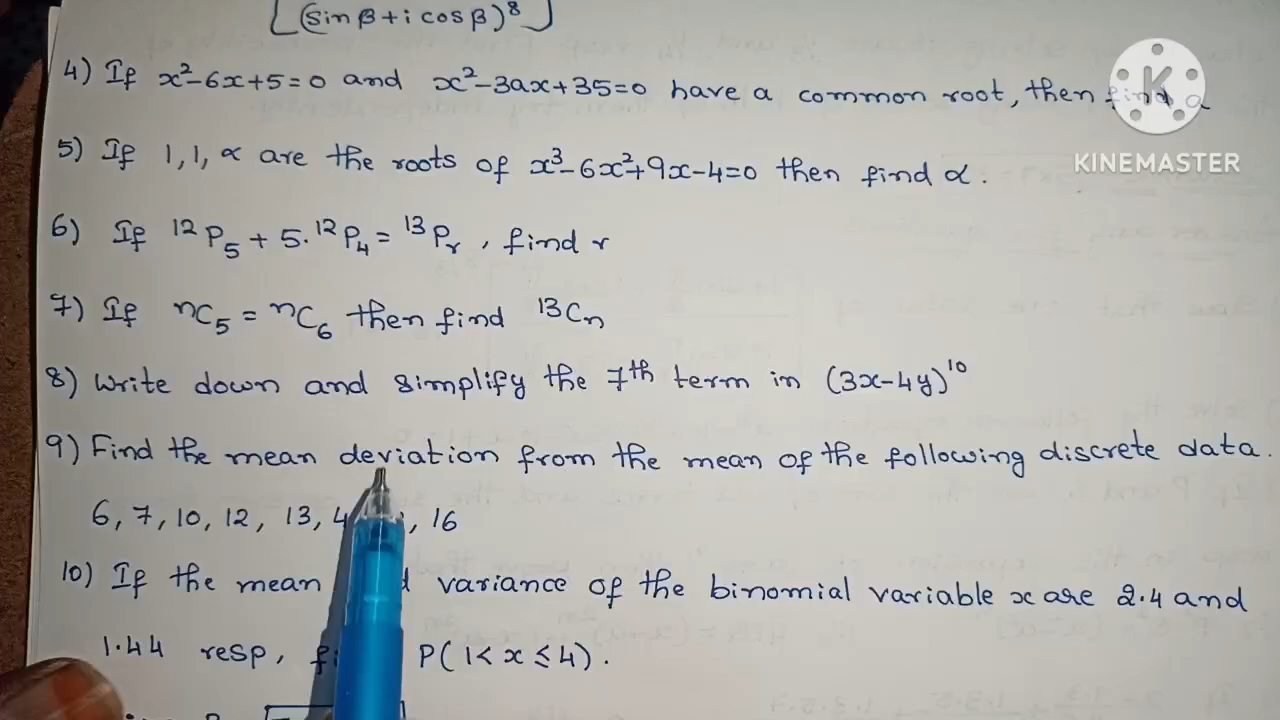 [(sin β + i cos β)⁸]
4) If x²-6x+5=0 and x²-3ax+35=0 have a common root, then find a
KINEMASTER
5) If 1, 1, α are the roots of x³-6x²+9x-4=0 then find α.
6) If ¹²P₅ + 5.¹²P₄ = ¹³Pᵣ, find r
7) If ⁿC₅ = ⁿC₆ then find ¹³Cₙ
8) Write down and simplify the 7ᵗʰ term in (3x-4y)¹⁰
9) Find the mean deviation from the mean of the following discrete data.
6, 7, 10, 12, 13, 4, , 16
10) If the mean variance of the binomial variable x are 2.4 and
1.44 resp, P(1< x ≤ 4).